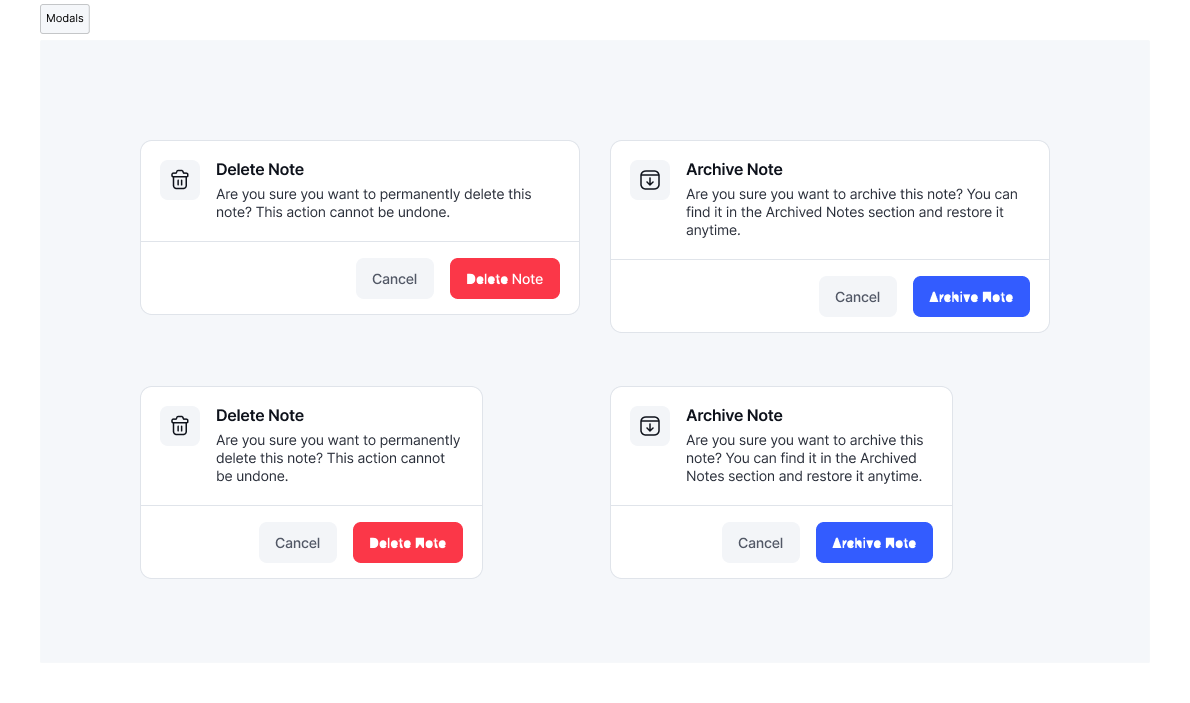 Modals
Delete Note
Are you sure you want to permanently delete this
note? This action cannot be undone.
Cancel
Delete Note
Archive Note
Are you sure you want to archive this note? You can
find it in the Archived Notes section and restore it
anytime.
Cancel
Archive Note
Delete Note
Are you sure you want to permanently
delete this note? This action cannot
be undone.
Cancel
Delete Note
Archive Note
Are you sure you want to archive this
note? You can find it in the Archived
Notes section and restore it anytime.
Cancel
Archive Note